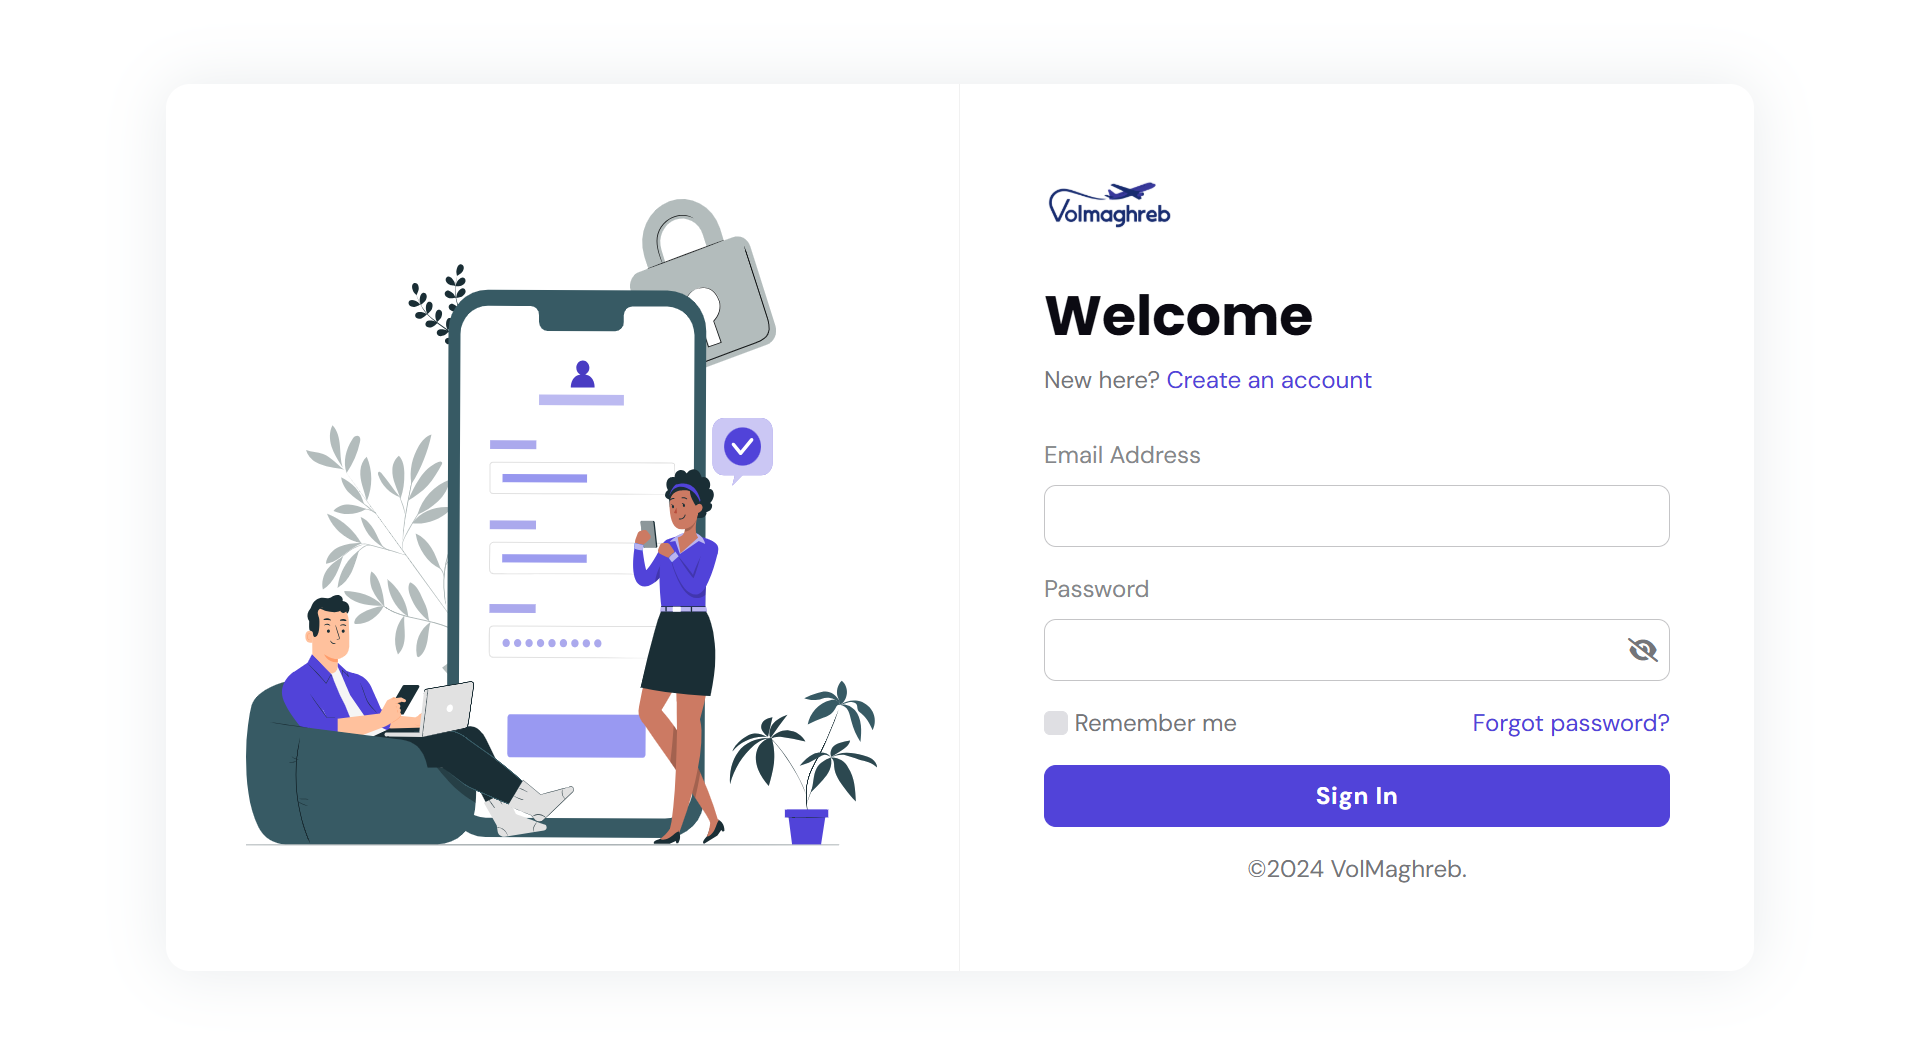 Volmaghreb
Welcome
New here? Create an account
Email Address
Password
Remember me
Forgot password?
Sign In
©2024 VolMaghreb.